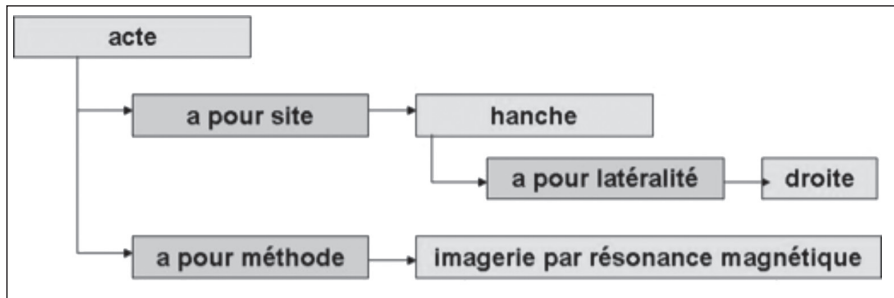 acte
a pour site
hanche
a pour latéralité
droite
a pour méthode
imagerie par résonance magnétique